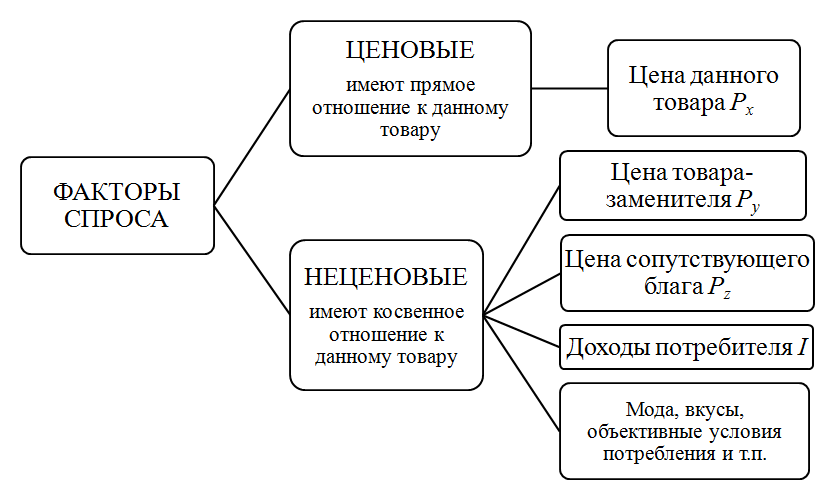 ФАКТОРЫ
СПРОСА
ЦЕНОВЫЕ
имеют прямое
отношение к данному
товару
Цена данного
товара Px
НЕЦЕНОВЫЕ
имеют косвенное
отношение к
данному товару
Цена товара-
заменителя Py
Цена сопутствующего
блага Pz
Доходы потребителя I
Мода, вкусы,
объективные условия
потребления и т.п.